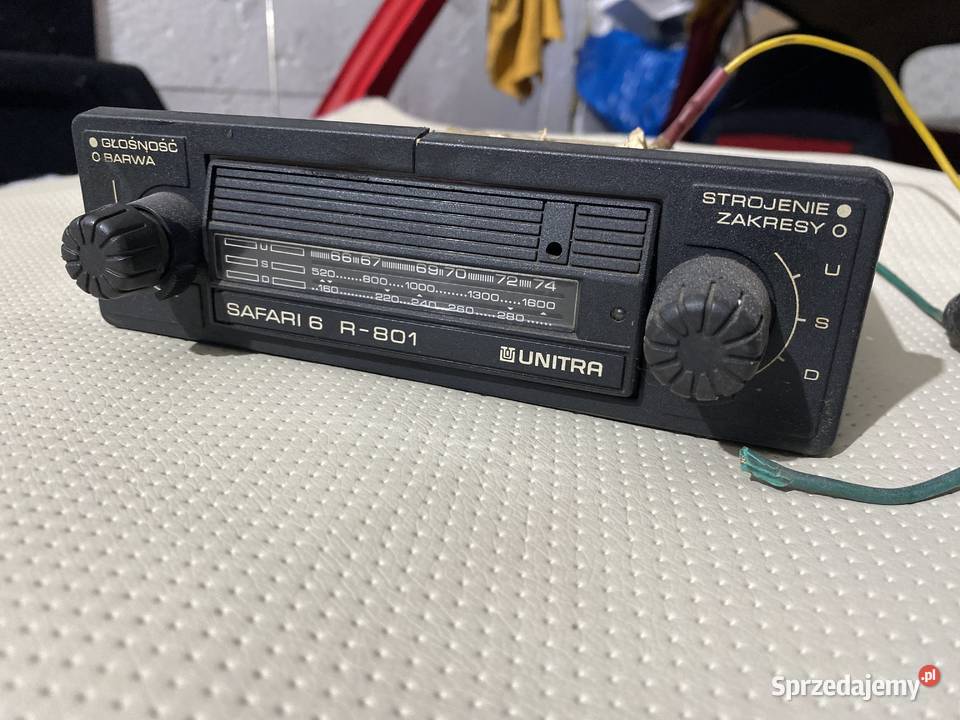 GŁOŚNOŚĆ
BARWA
STROJENIE
ZAKRESY
U
S
D
U 66 67 69 70 72 74
S 520 800 1000 1300 1600
D 160 220 240 260 280
SAFARI 6 R-801
UNITRA
Sprzedajemy.pl